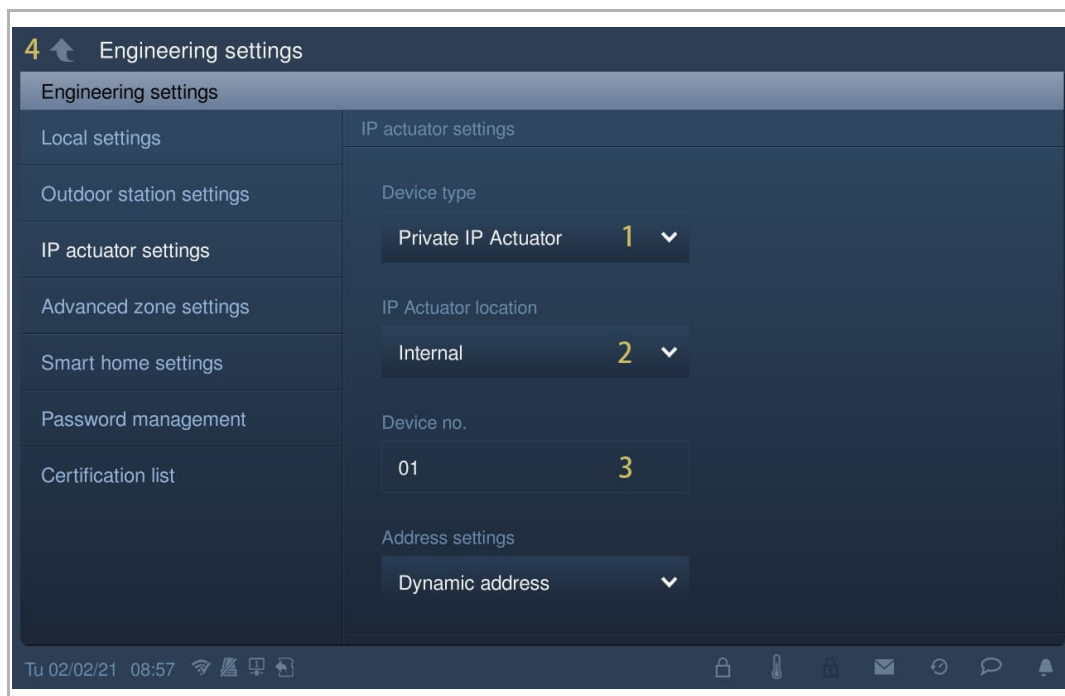 4 Engineering settings
Engineering settings
Local settings
Outdoor station settings
IP actuator settings
Advanced zone settings
Smart home settings
Password management
Certification list
IP actuator settings
Device type
Private IP Actuator 1
IP Actuator location
Internal 2
Device no.
01 3
Address settings
Dynamic address
Tu 02/02/21 08:57